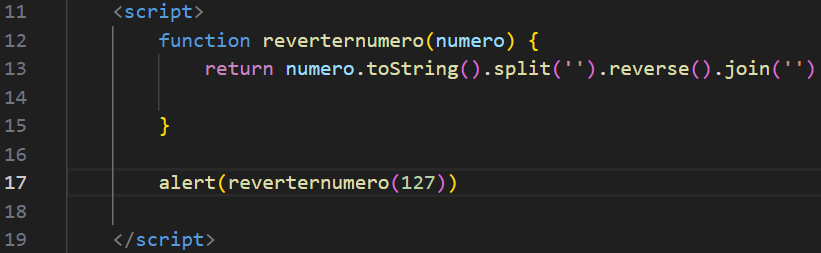 11 <script>
12 function reverternumero(numero) {
13 return numero.toString().split('').reverse().join('')
14
15 }
16
17 alert(reverternumero(127))
18
19 </script>